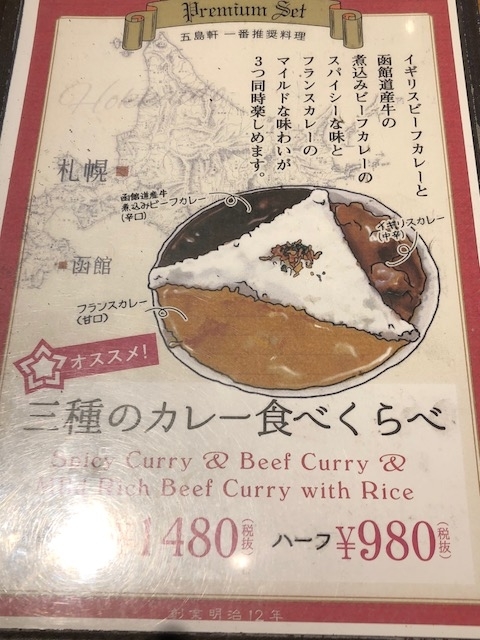 Premium Set
五島軒 一番推奨料理
イギリスビーフカレーと
函館道産牛の
煮込みビーフカレーの
スパイシーな味と
フランスカレーの
マイルドな味わいが
3つ同時楽しめます。
札幌
函館
函館道産牛
煮込みビーフカレー
(辛口)
イギリスカレー
(中辛)
フランスカレー
(甘口)
オススメ!
三種のカレー食べくらべ
Spicy Curry & Beef Curry &
Mild Rich Beef Curry with Rice
1480(税抜) ハーフ ¥980(税抜)
創業明治12年